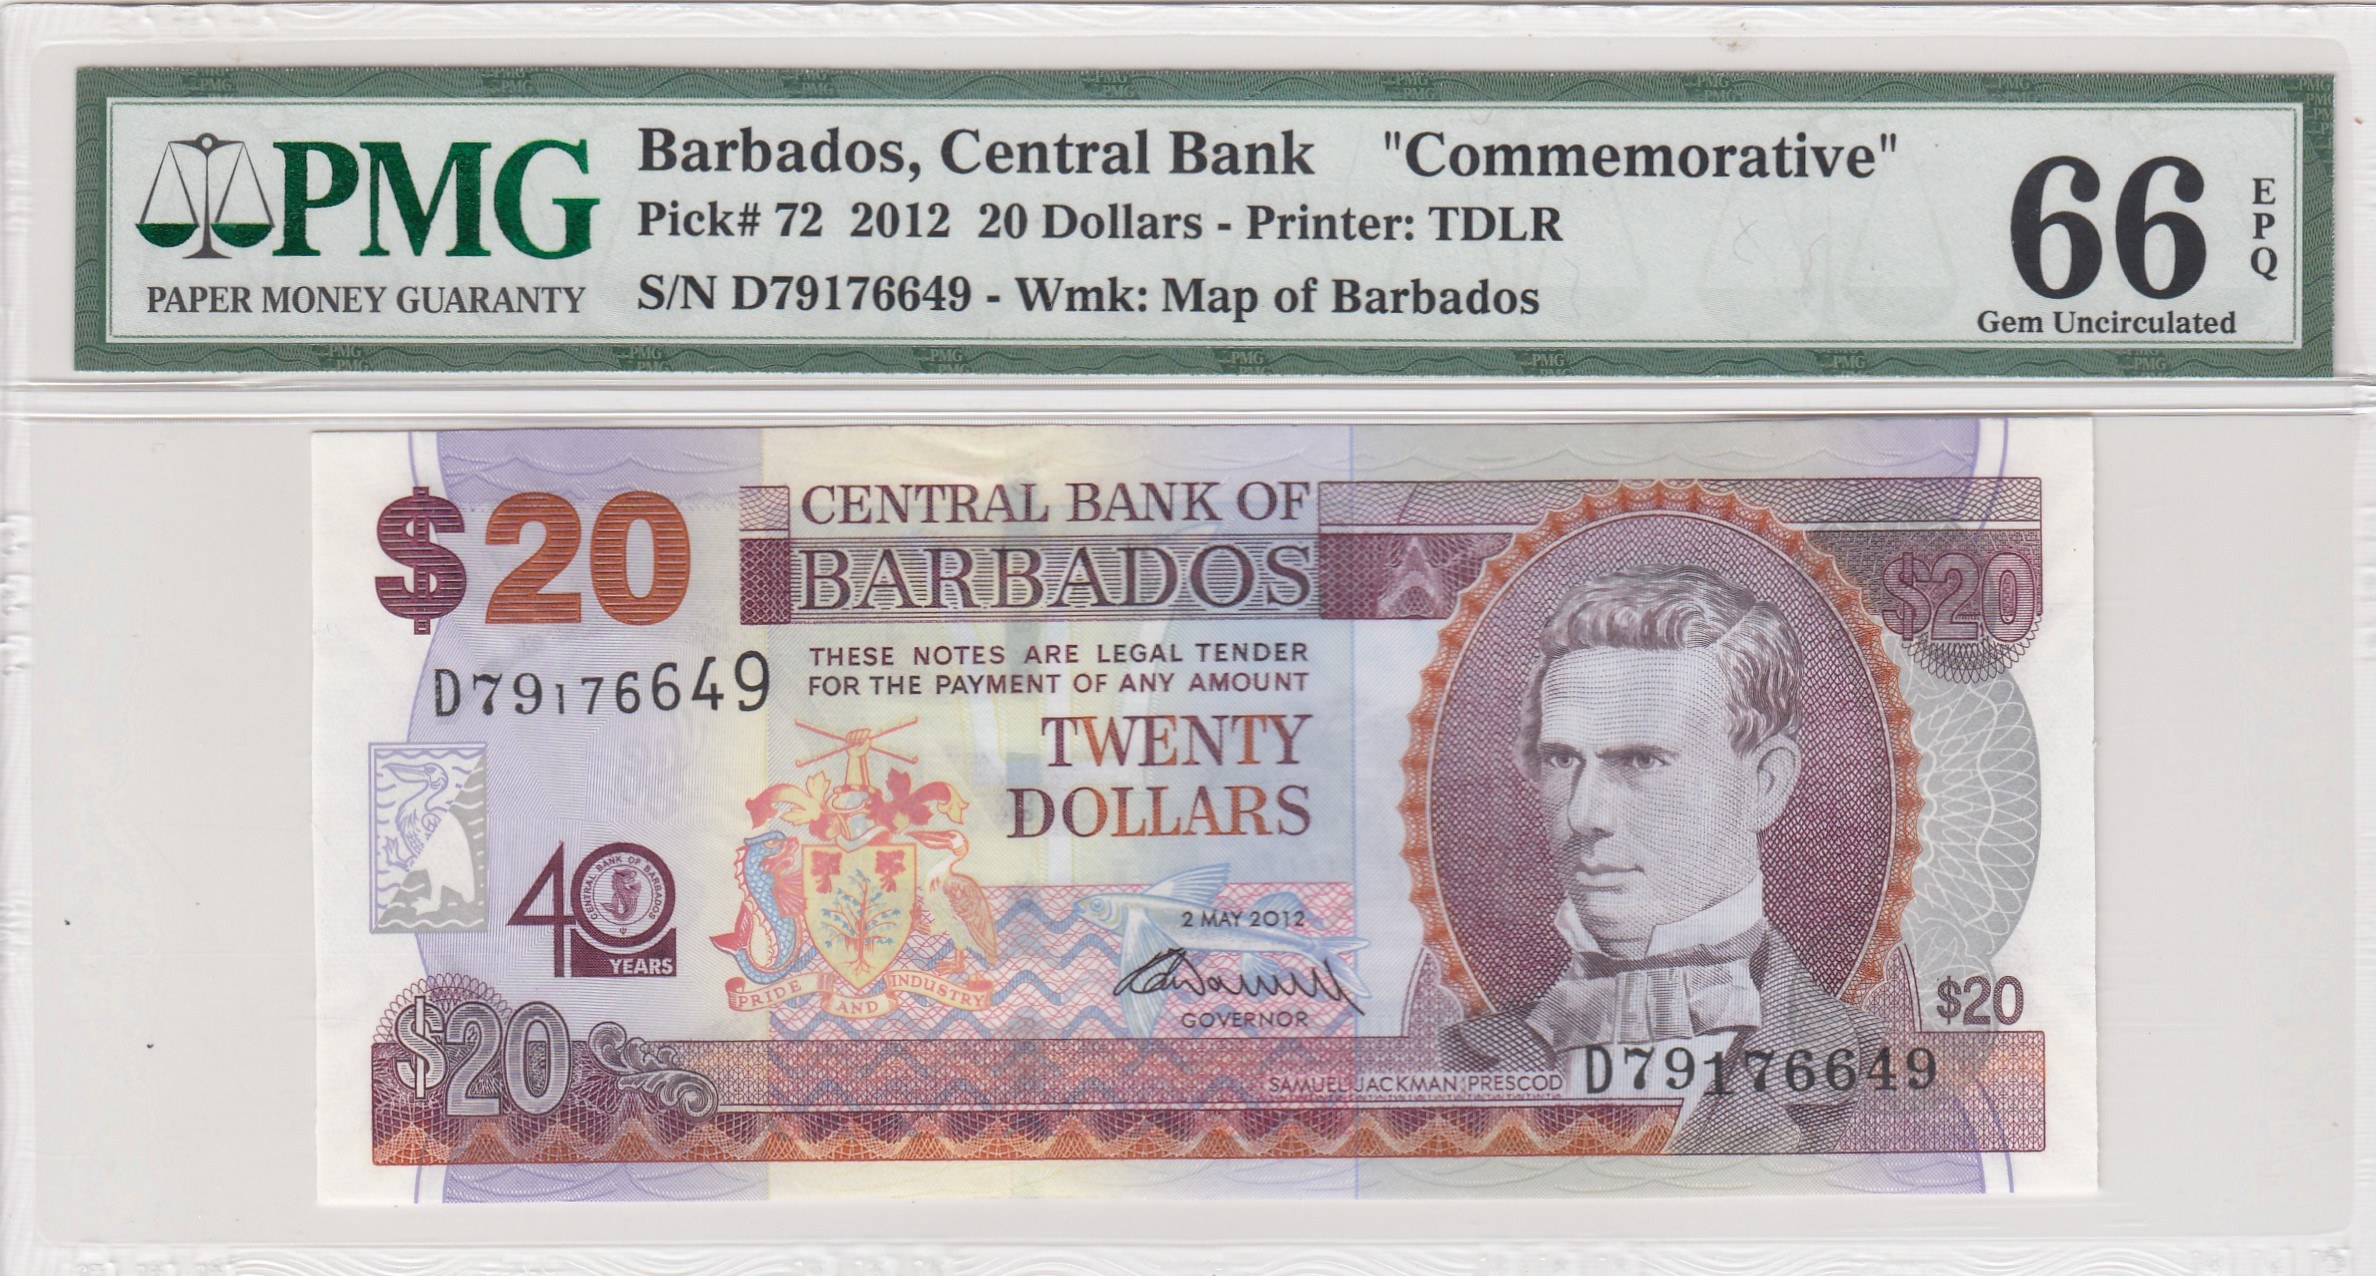 PMG
PAPER MONEY GUARANTY
Barbados, Central Bank "Commemorative"
Pick# 72 2012 20 Dollars - Printer: TDLR
S/N D79176649 - Wmk: Map of Barbados
66
EPQ
Gem Uncirculated
$20
CENTRAL BANK OF
BARBADOS
$20
D79176649
THESE NOTES ARE LEGAL TENDER
FOR THE PAYMENT OF ANY AMOUNT
TWENTY
DOLLARS
40
CENTRAL BANK OF BARBADOS
YEARS
PRIDE AND INDUSTRY
2 MAY 2012
GOVERNOR
$20
$20
SAMUEL JACKMAN PRESCOD
D79176649